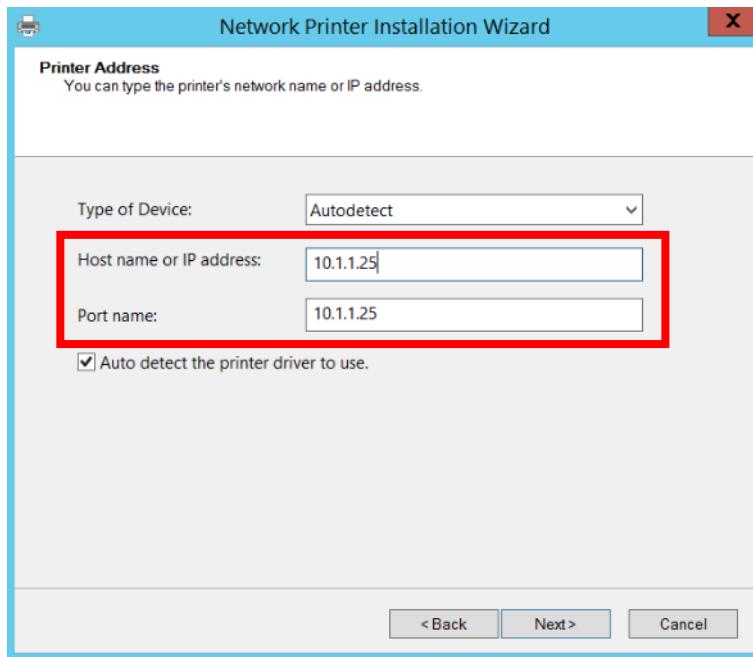 Network Printer Installation Wizard
X
Printer Address
You can type the printer's network name or IP address.
Type of Device: Autodetect
Host name or IP address: 10.1.1.25
Port name: 10.1.1.25
Auto detect the printer driver to use.
< Back Next > Cancel